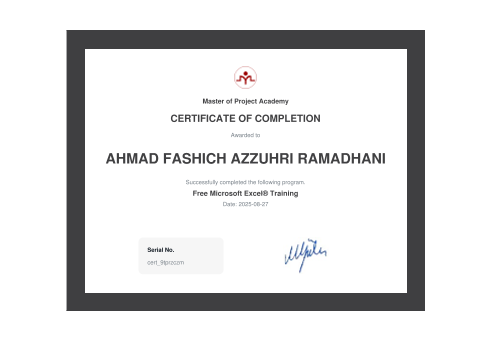 Master of Project Academy
CERTIFICATE OF COMPLETION
Awarded to
AHMAD FASHICH AZZUHRI RAMADHANI
Successfully completed the following program.
Free Microsoft Excel® Training
Date: 2025-08-27
Serial No.